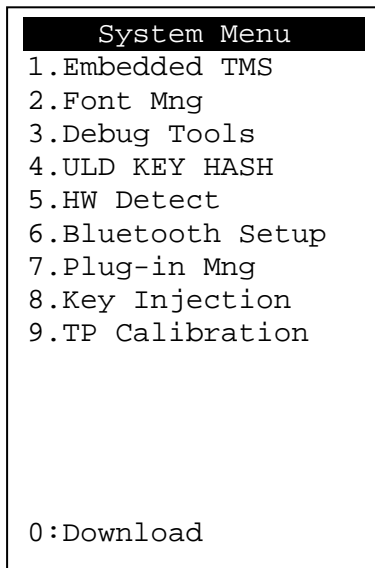 System Menu
1.Embedded TMS
2.Font Mng
3.Debug Tools
4.ULD KEY HASH
5.HW Detect
6.Bluetooth Setup
7.Plug-in Mng
8.Key Injection
9.TP Calibration
0:Download